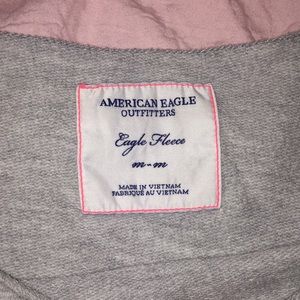 AMERICAN EAGLE
OUTFITTERS
Eagle Fleece
m-m
MADE IN VIETNAM
FABRIQUÉ AU VIETNAM